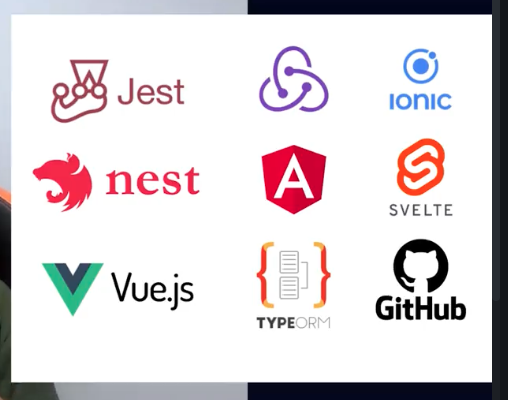 Jest
IONIC
nest
A
SVELTE
Vue.js
TYPEORM
GitHub